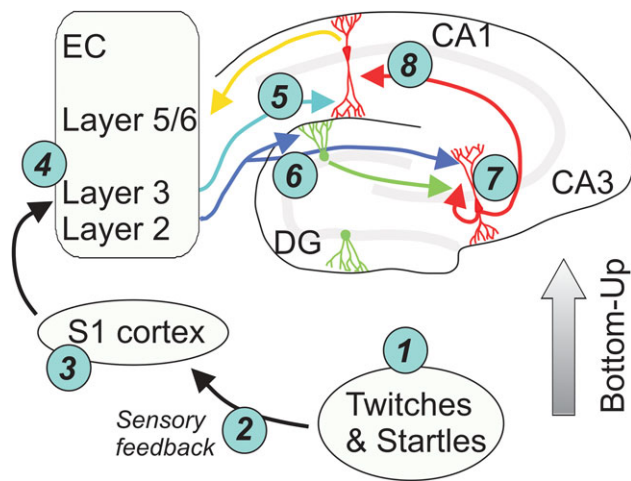 EC
CA1
8
5
Layer 5/6
4
6
7
Layer 3
CA3
Layer 2
DG
S1 cortex
3
1
Bottom-Up
Sensory
feedback
2
Twitches
& Startles